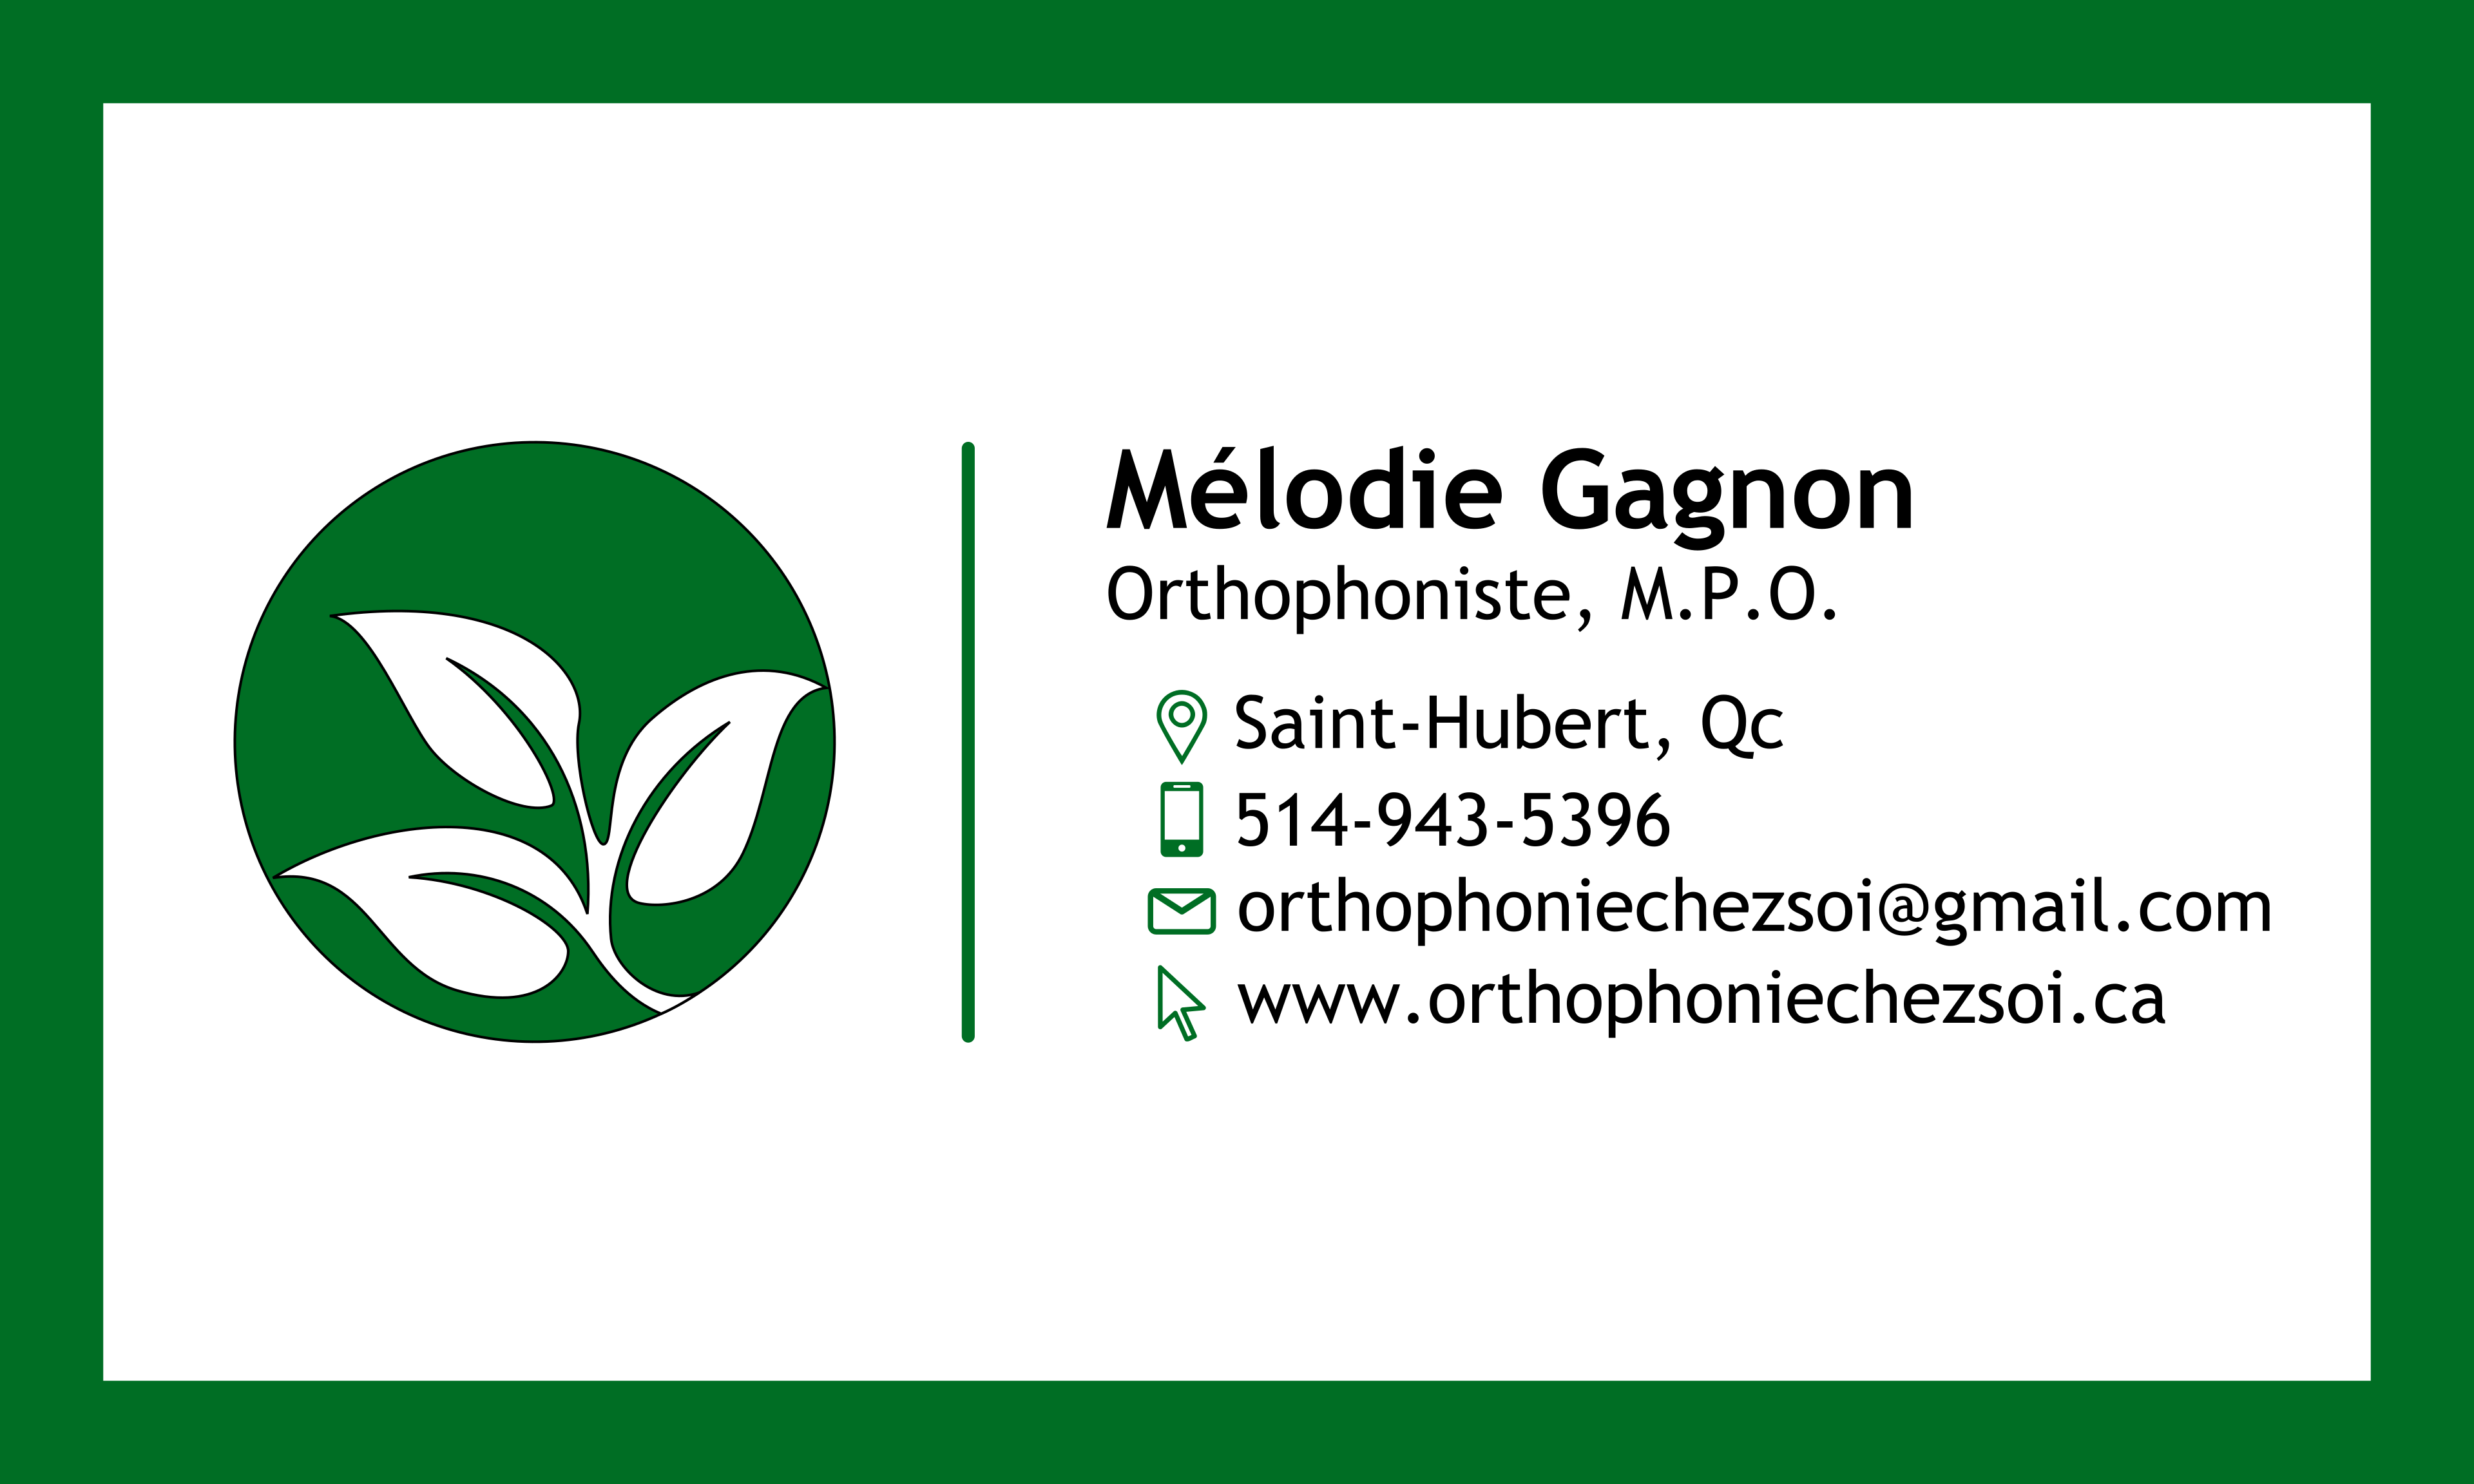 Mélodie Gagnon
Orthophoniste, M.P.O.
Saint-Hubert, Qc
514-943-5396
orthophoniechezsoi@gmail.com
www.orthophoniechezsoi.ca